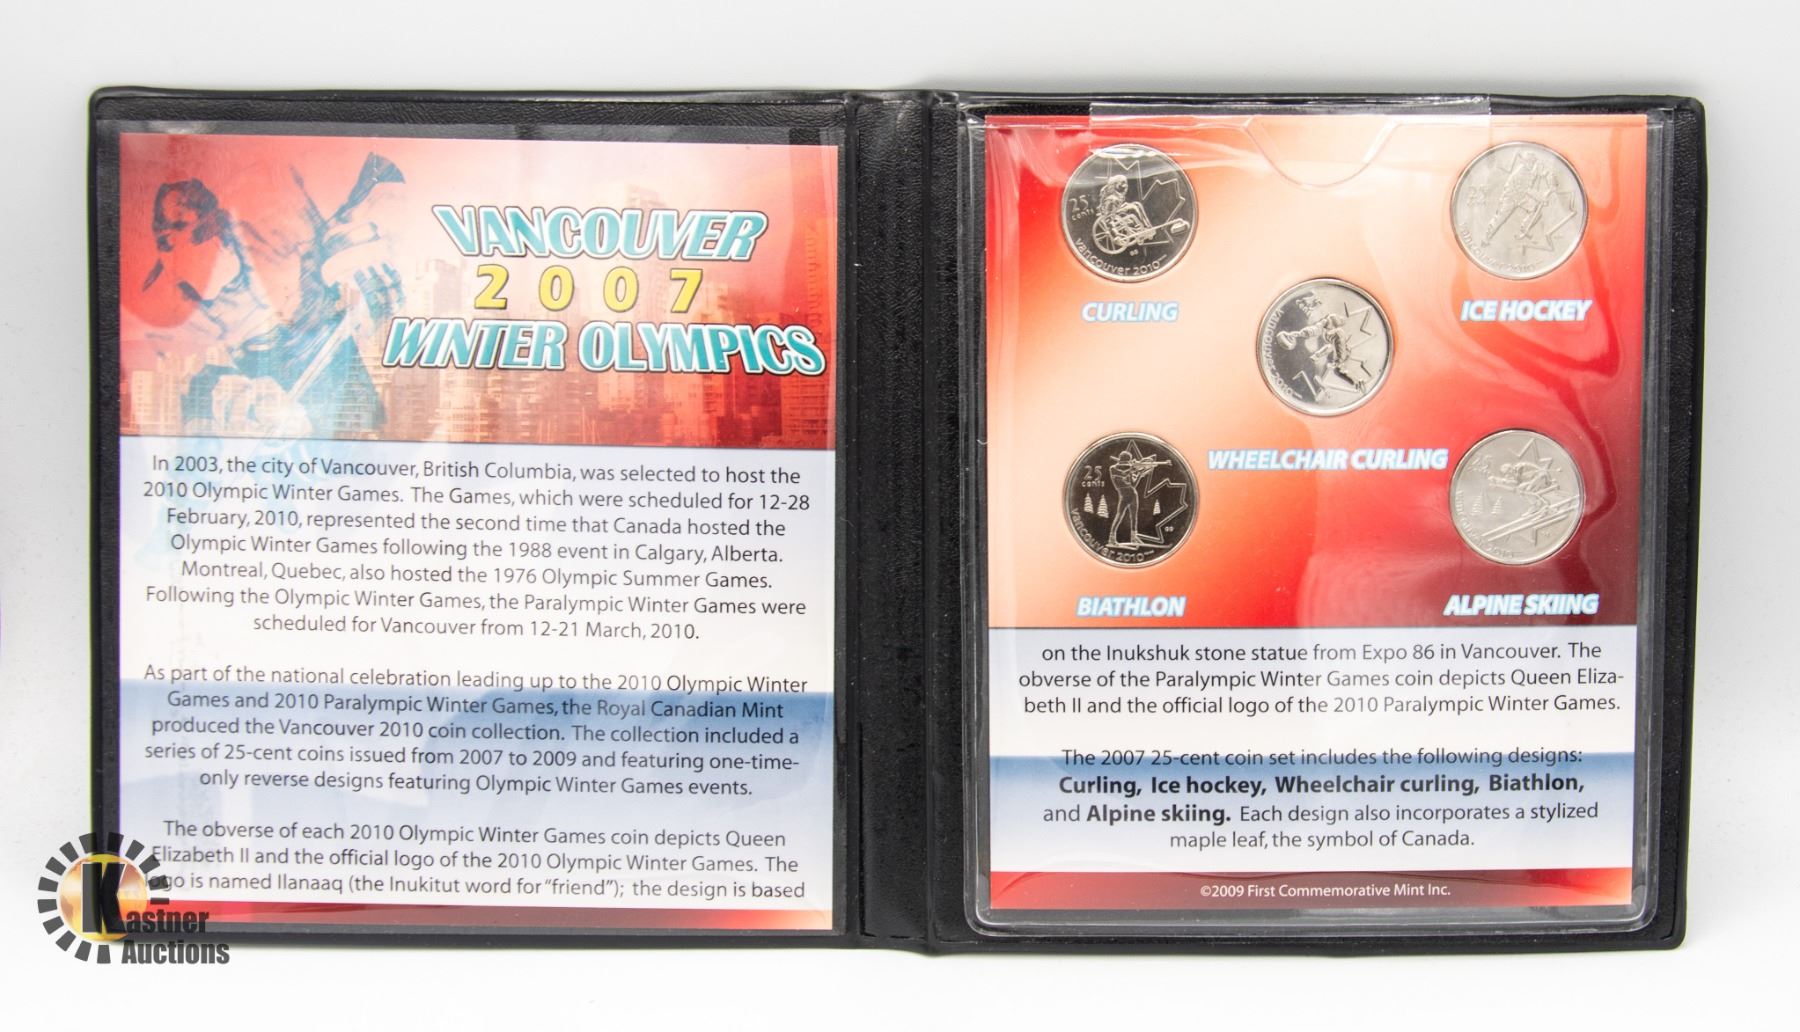 VANCOUVER
2007
WINTER OLYMPICS
In 2003, the city of Vancouver, British Columbia, was selected to host the
2010 Olympic Winter Games. The Games, which were scheduled for 12-28
February, 2010, represented the second time that Canada hosted the
Olympic Winter Games following the 1988 event in Calgary, Alberta.
Montreal, Quebec, also hosted the 1976 Olympic Summer Games.
Following the Olympic Winter Games, the Paralympic Winter Games were
scheduled for Vancouver from 12-21 March, 2010.
As part of the national celebration leading up to the 2010 Olympic Winter
Games and 2010 Paralympic Winter Games, the Royal Canadian Mint
produced the Vancouver 2010 coin collection. The collection included a
series of 25-cent coins issued from 2007 to 2009 and featuring one-time-
only reverse designs featuring Olympic Winter Games events.
The obverse of each 2010 Olympic Winter Games coin depicts Queen
Elizabeth II and the official logo of the 2010 Olympic Winter Games. The
logo is named Ilanaaq (the Inukitut word for "friend"); the design is based
Kastner
Auctions
25
cents
vancouver 2010
CURLING
25
vancouver 2010
ICE HOCKEY
vancouver 2010
WHEELCHAIR CURLING
25
cents
vancouver 2010
BIATHLON
vancouver 2010
ALPINE SKIING
on the Inukshuk stone statue from Expo 86 in Vancouver. The
obverse of the Paralympic Winter Games coin depicts Queen Eliza-
beth II and the official logo of the 2010 Paralympic Winter Games.
The 2007 25-cent coin set includes the following designs:
Curling, Ice hockey, Wheelchair curling, Biathlon,
and Alpine skiing. Each design also incorporates a stylized
maple leaf, the symbol of Canada.
©2009 First Commemorative Mint Inc.